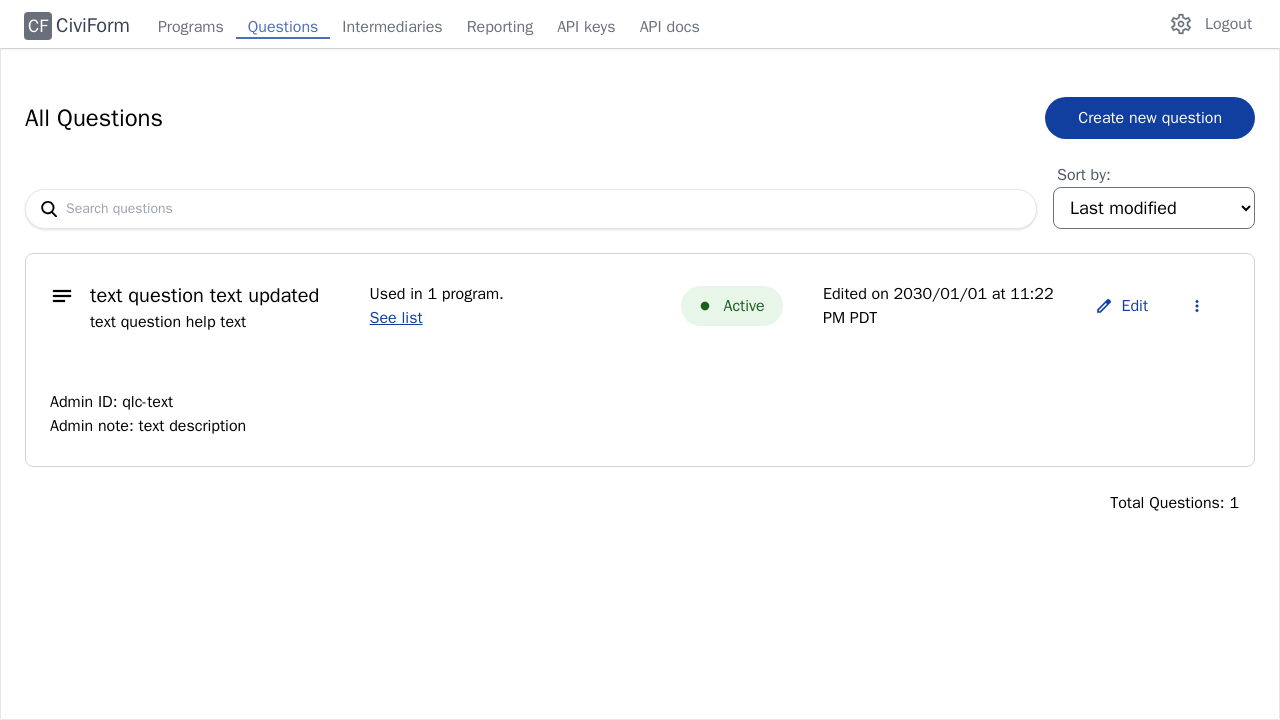 CF CiviForm Programs Questions Intermediaries Reporting API keys API docs Logout
All Questions Create new question
Sort by:
Search questions Last modified
text question text updated
text question help text
Used in 1 program.
See list
Active
Edited on 2030/01/01 at 11:22
PM PDT
Edit
Admin ID: qlc-text
Admin note: text description
Total Questions: 1